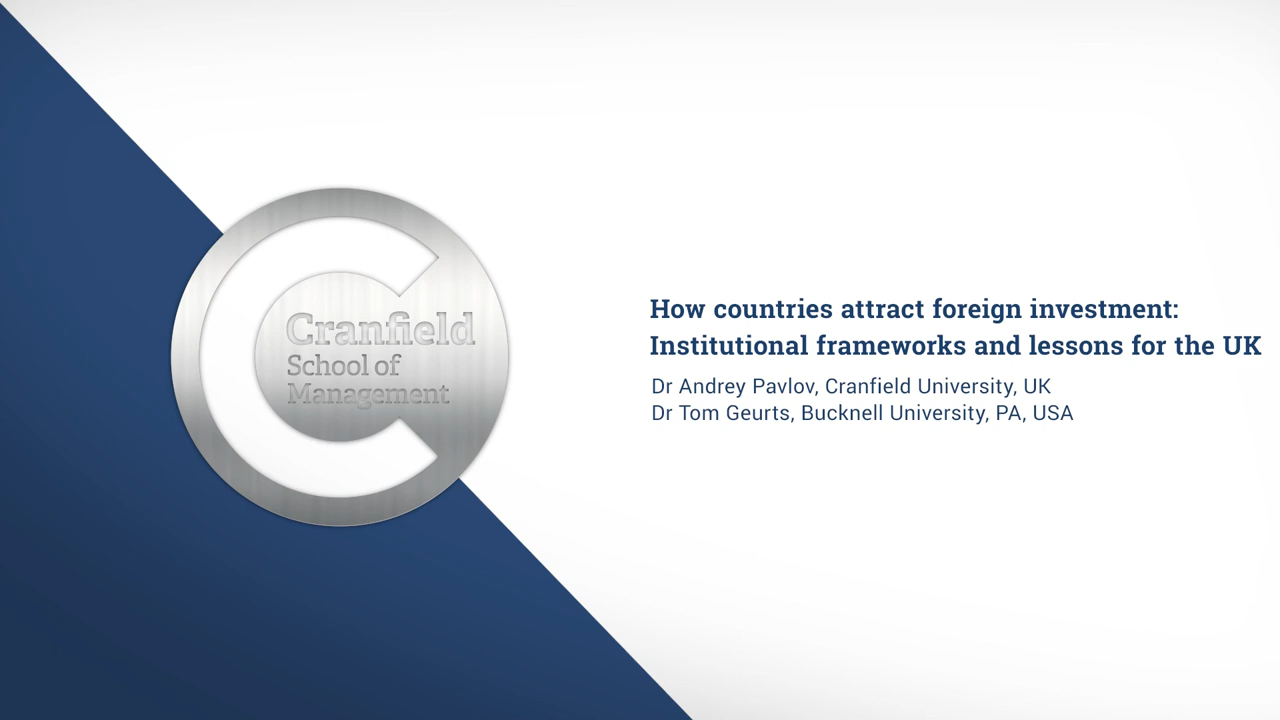 Cranfield
School of
Management
How countries attract foreign investment:
Institutional frameworks and lessons for the UK
Dr Andrey Pavlov, Cranfield University, UK
Dr Tom Geurts, Bucknell University, PA, USA